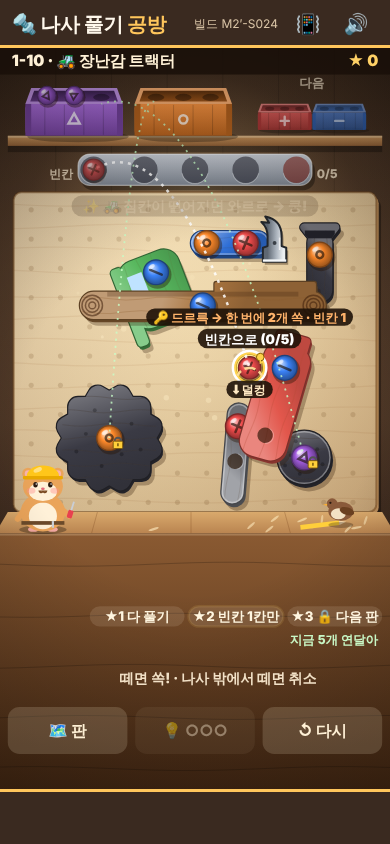 나사 풀기 공방
빌드 M2′-S024
1-10 · 장난감 트랙터
★ 0
다음
빈칸
0/5
드르륵 → 한 번에 2개 쏙 · 빈칸 1
빈칸으로 (0/5)
⬇덜컹
★1 다 풀기
★2 빈칸 1칸만
★3 🔒 다음 판
지금 5개 연달아
떼면 쏙! · 나사 밖에서 떼면 취소
판
다시